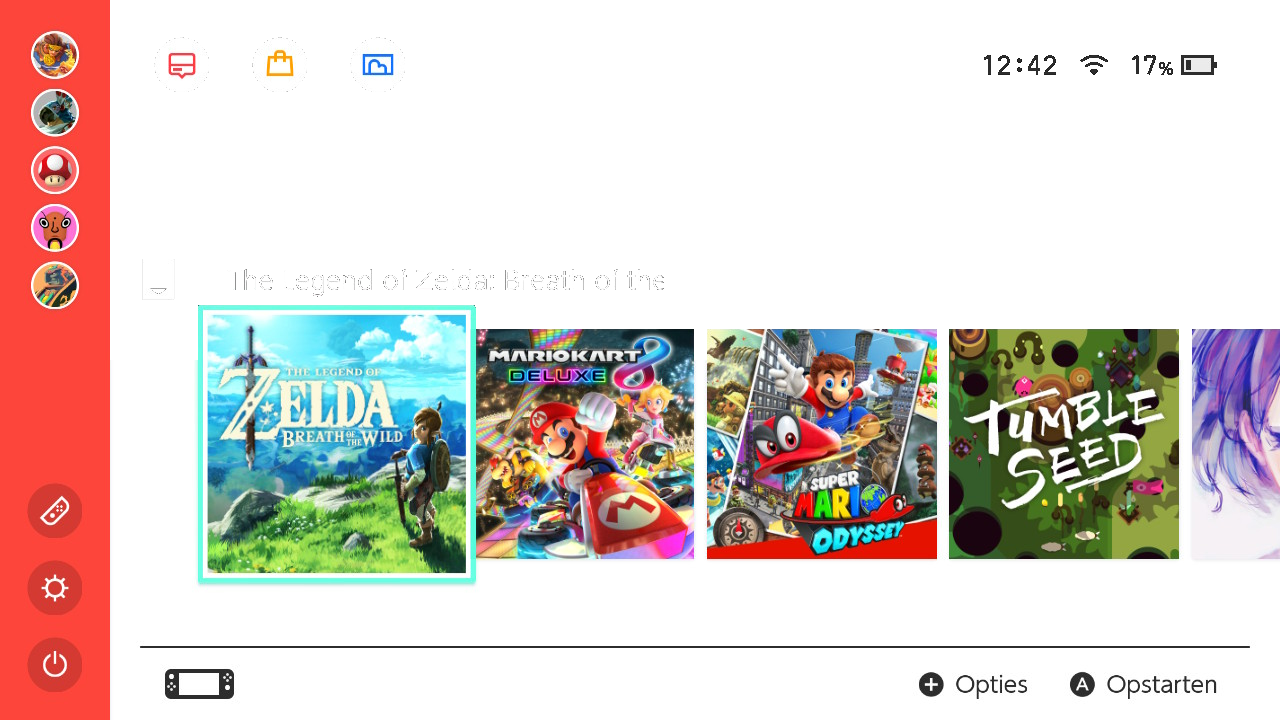 12:42 17%
The Legend of Zelda: Breath of the
THE LEGEND OF
ZELDA
BREATH OF THE WILD
MARIOKART 8
DELUXE
SUPER
MARIO
ODYSSEY
TUMBLE
SEED
Opties A Opstarten